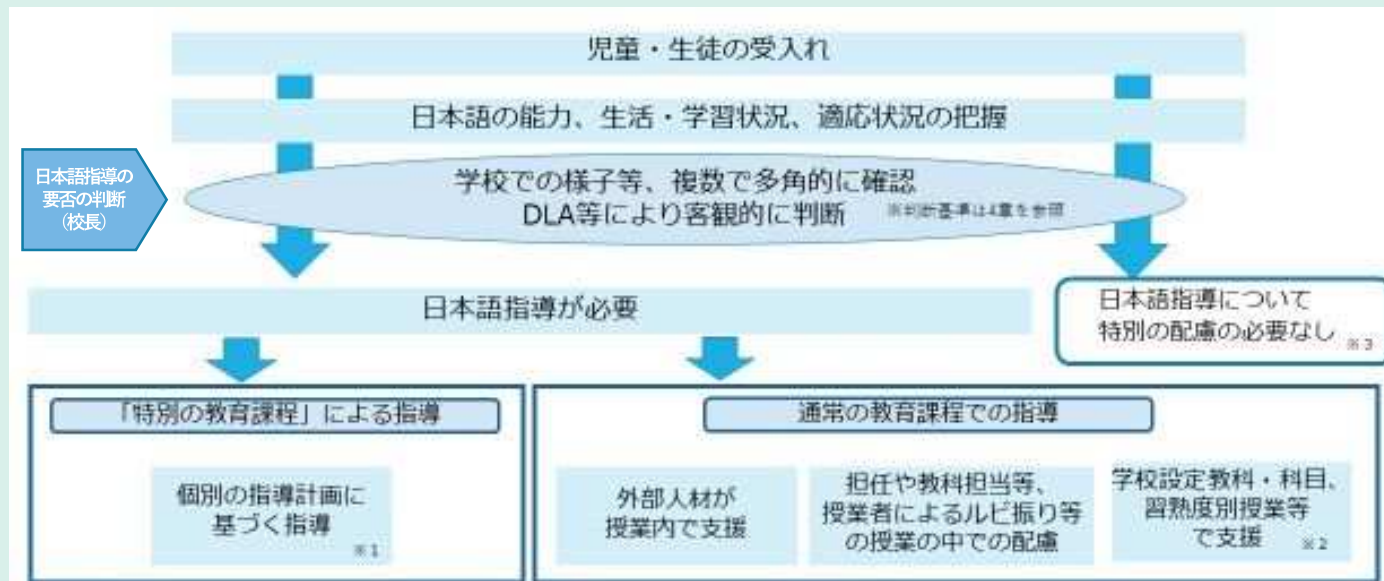 児童・生徒の受入れ
日本語の能力、生活・学習状況、適応状況の把握
日本語指導の
要否の判断
(校長)
学校での様子等、複数で多角的に確認
DLA等により客観的に判断 ※判断基準は4章を参照
日本語指導が必要
日本語指導について
特別の配慮の必要なし ※3
「特別の教育課程」による指導
個別の指導計画に
基づく指導
※1
通常の教育課程での指導
外部人材が
授業内で支援
担任や教科担当等、
授業者によるルビ振り等
の授業の中での配慮
学校設定教科・科目、
習熟度別授業等
で支援 ※2